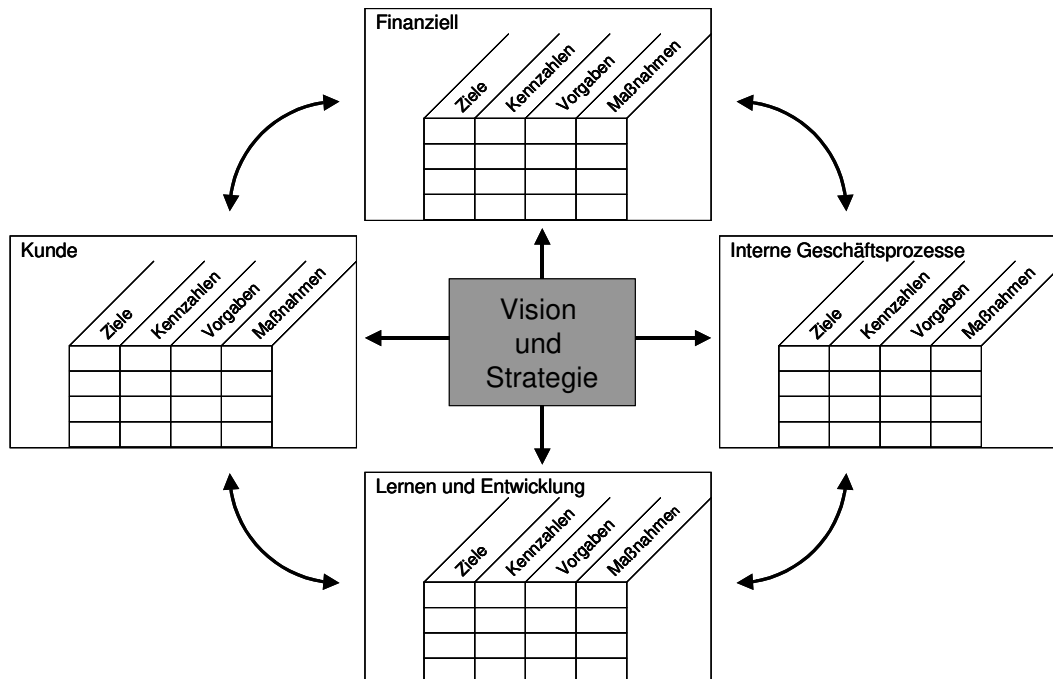 Finanziell
Ziele
Kennzahlen
Vorgaben
Maßnahmen
Kunde
Ziele
Kennzahlen
Vorgaben
Maßnahmen
Vision
und
Strategie
Interne Geschäftsprozesse
Ziele
Kennzahlen
Vorgaben
Maßnahmen
Lernen und Entwicklung
Ziele
Kennzahlen
Vorgaben
Maßnahmen